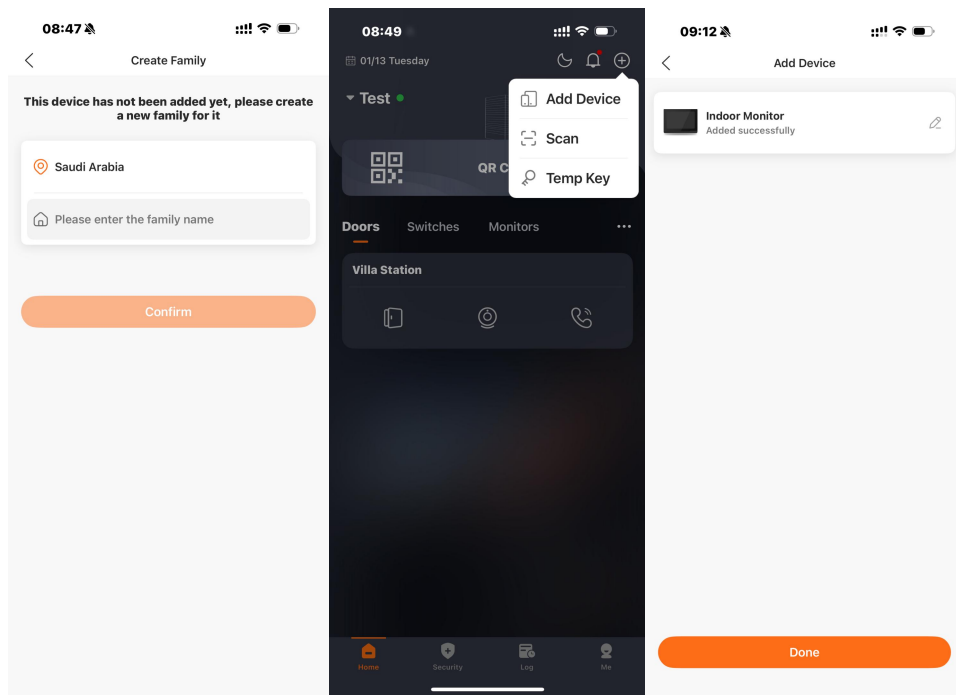 08:47
Create Family
This device has not been added yet, please create
a new family for it
Saudi Arabia
Please enter the family name
Confirm
08:49
01/13 Tuesday
Test
Add Device
Scan
Temp Key
QR C
Doors
Switches
Monitors
Villa Station
Home
Security
Log
Me
09:12
Add Device
Indoor Monitor
Added successfully
Done